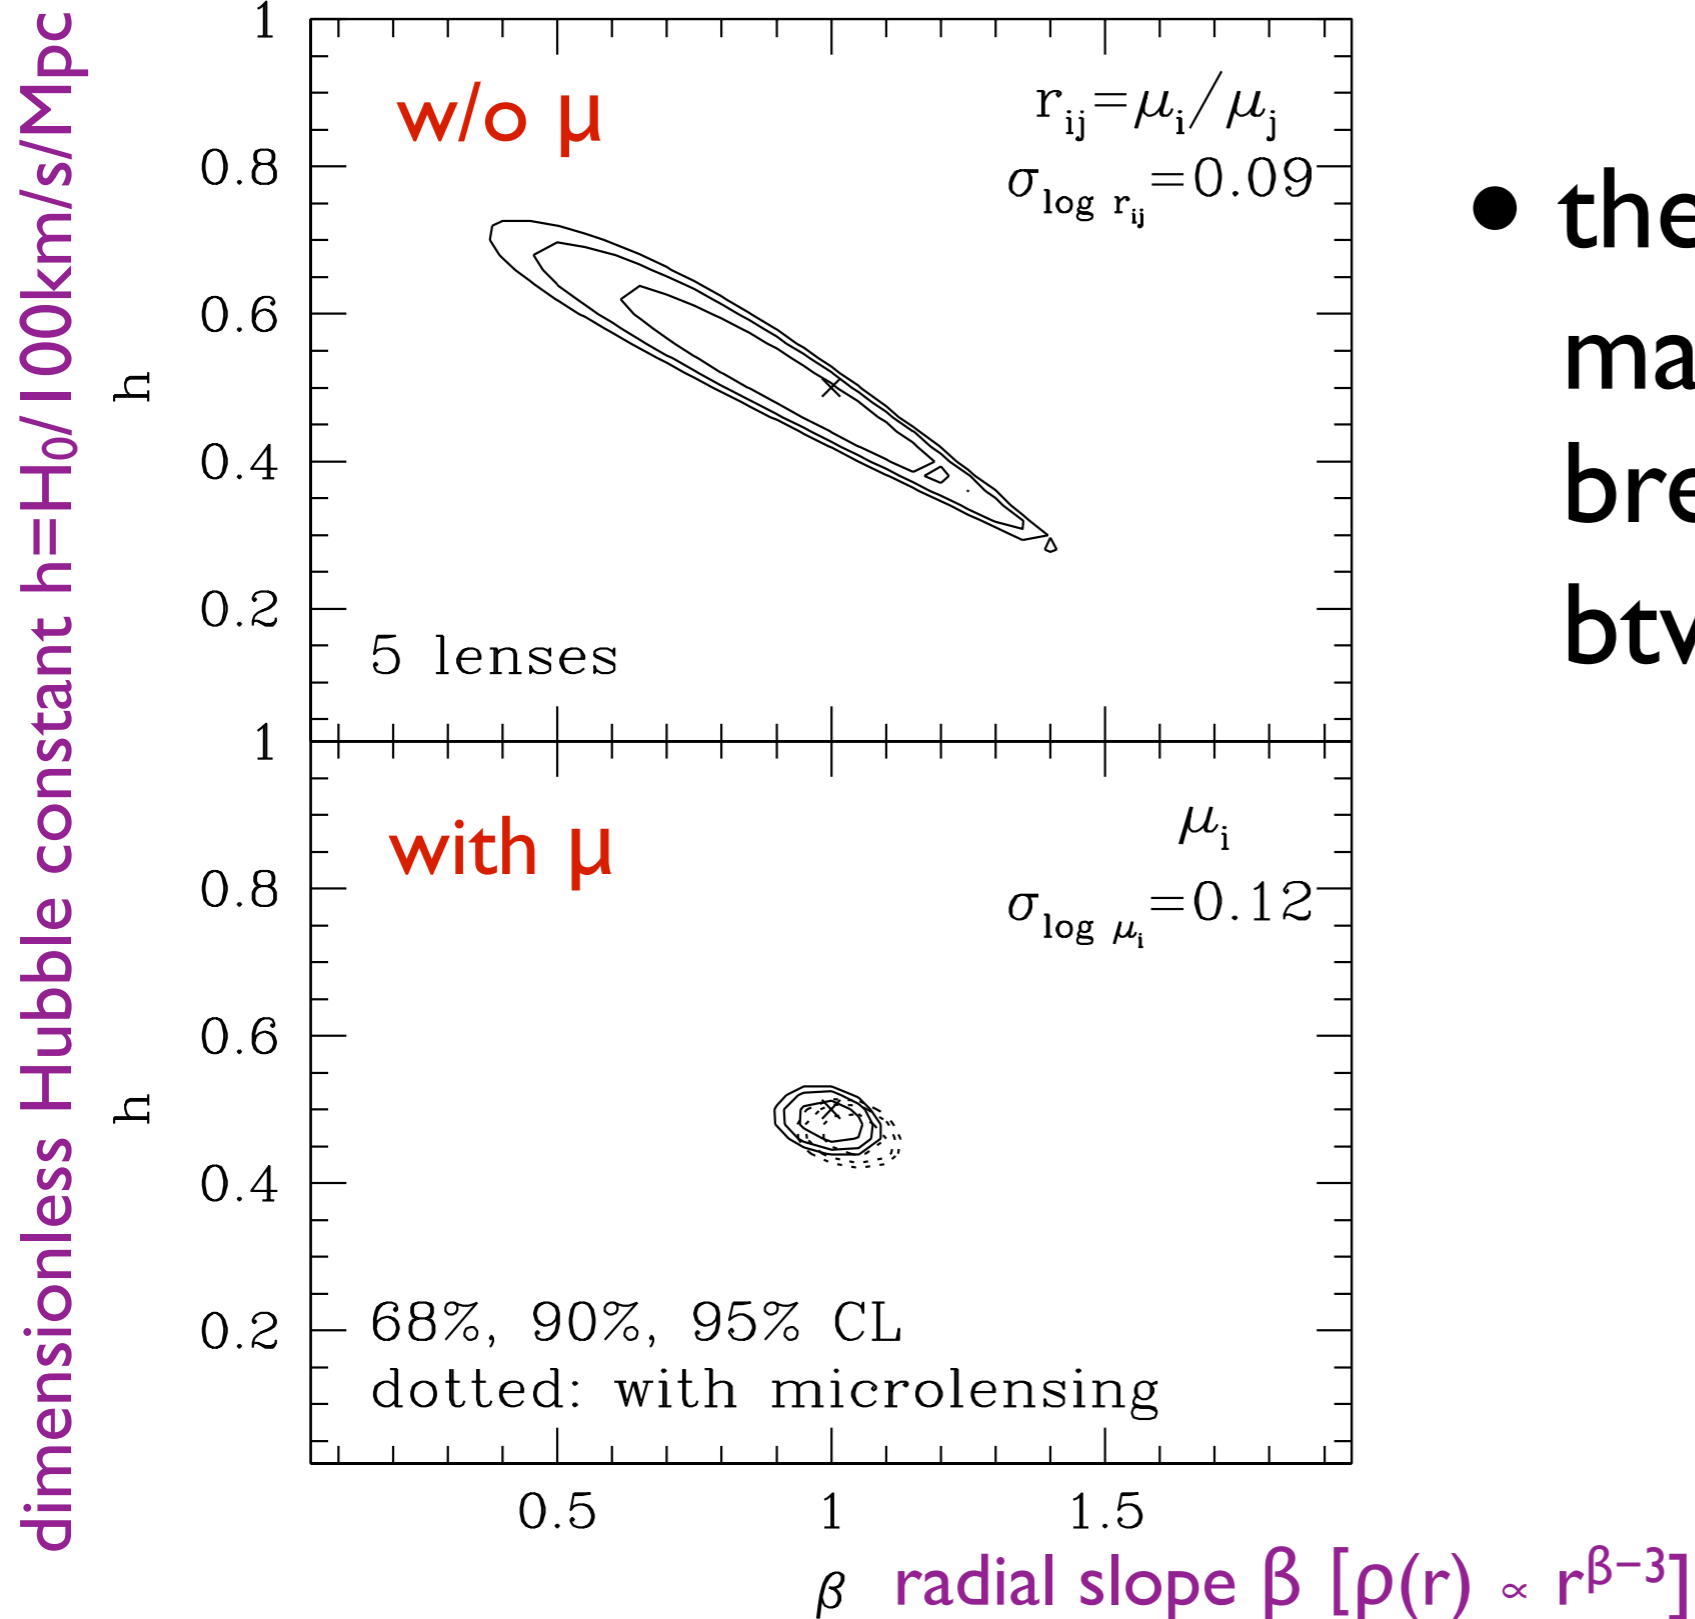 dimensionless Hubble constant h=H₀/100km/s/Mpc
h
1
0.8
0.6
0.4
0.2
w/o μ
r_ij=μ_i/μ_j
σ_log r_ij=0.09
5 lenses
h
1
0.8
0.6
0.4
0.2
with μ
μ_i
σ_log μ_i=0.12
68%, 90%, 95% CL
dotted: with microlensing
0.5 1 1.5
β radial slope β [ρ(r) ∝ r^β−3]
• the
ma
bre